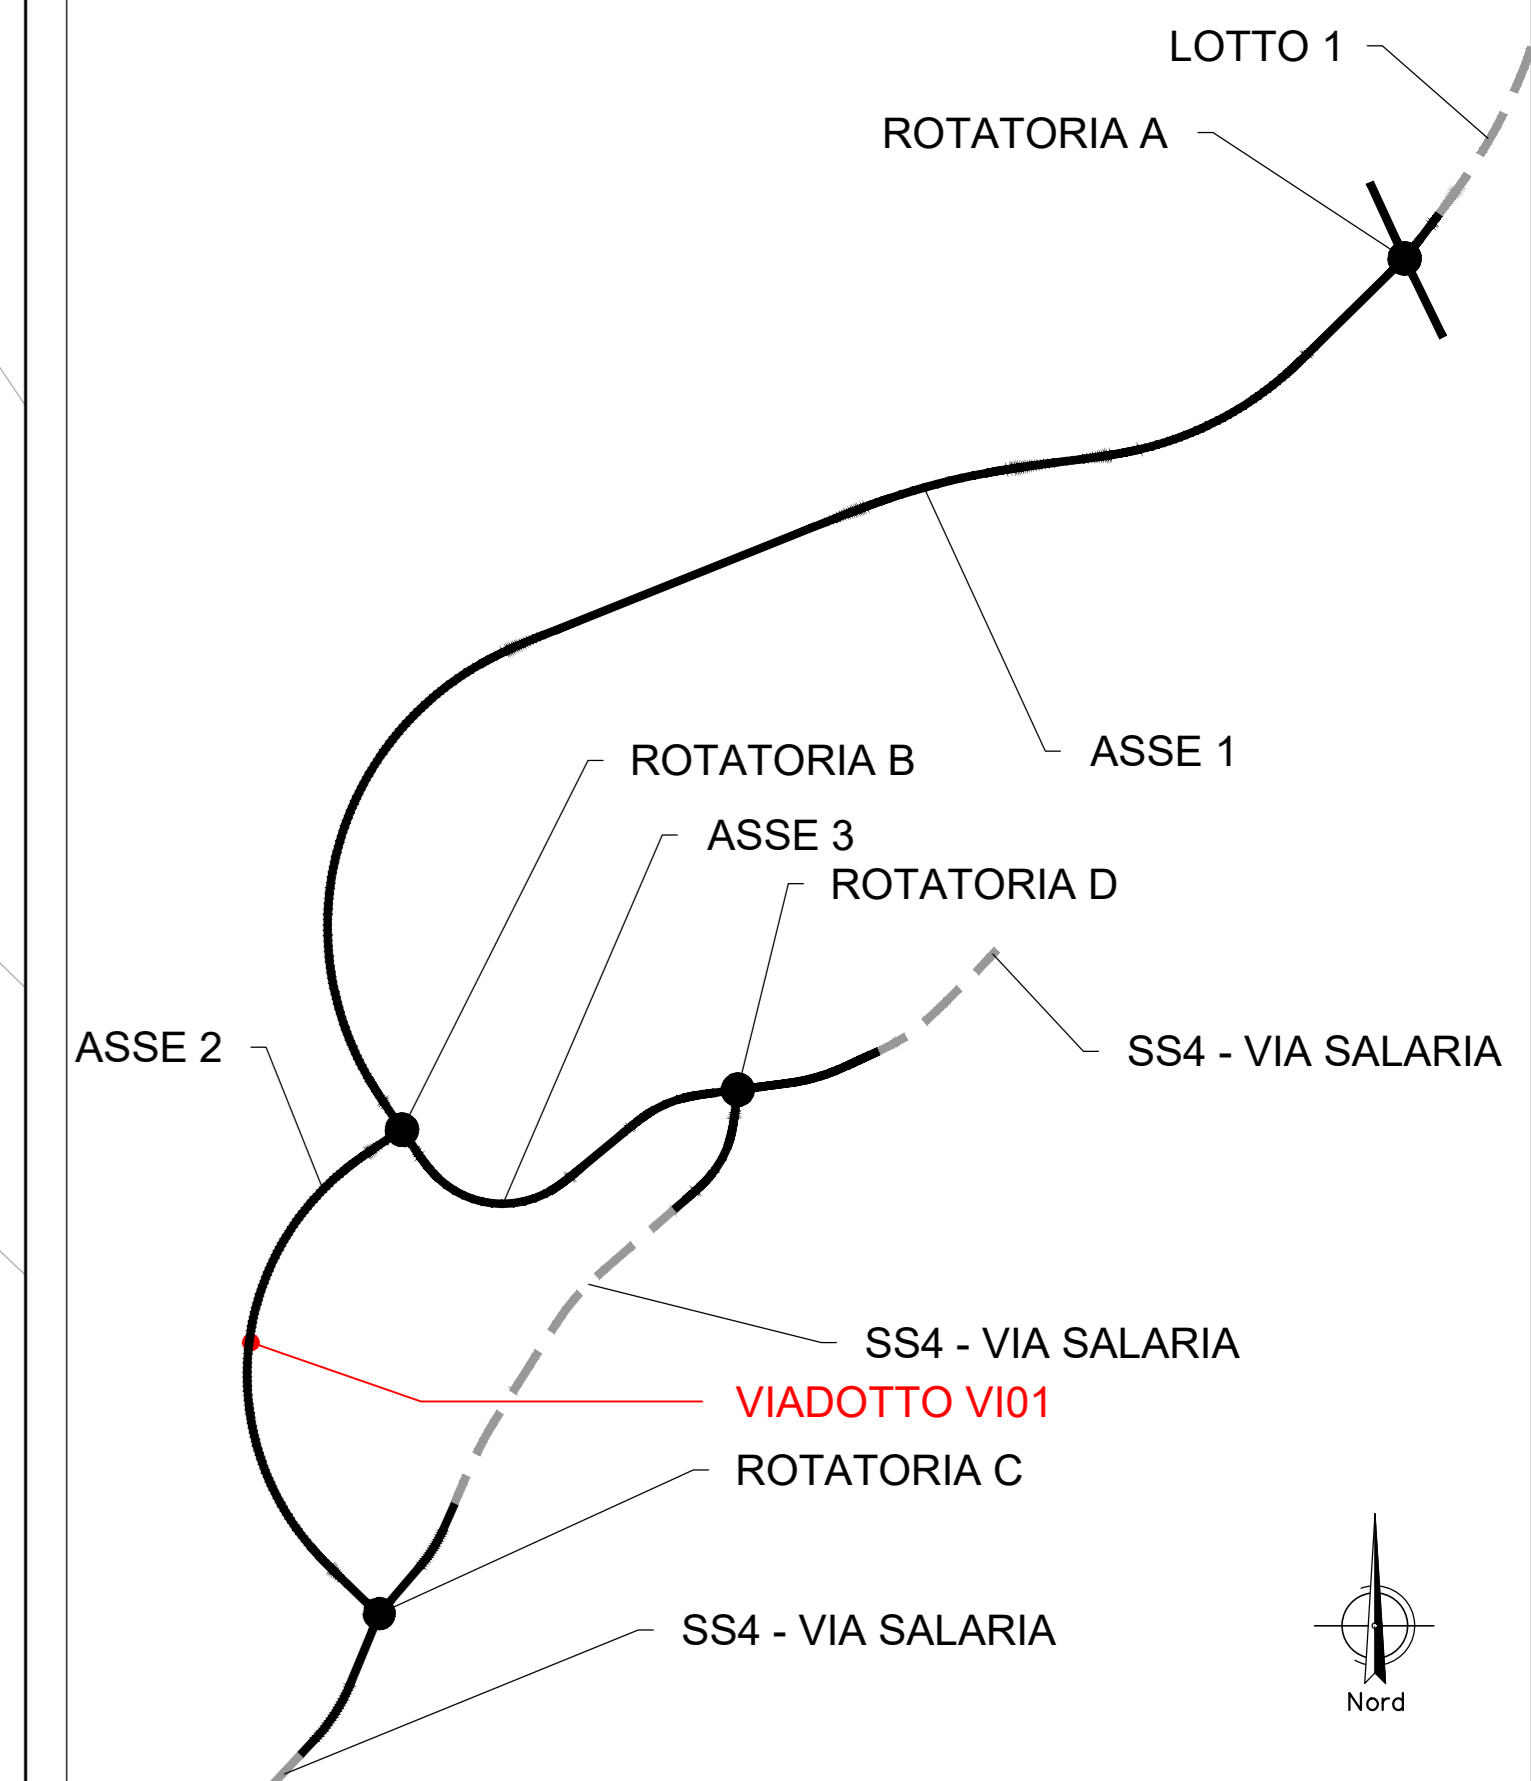 LOTTO 1
ROTATORIA A
ASSE 1
ROTATORIA B
ASSE 3
ROTATORIA D
ASSE 2
SS4 - VIA SALARIA
SS4 - VIA SALARIA
VIADOTTO VI01
ROTATORIA C
SS4 - VIA SALARIA
Nord